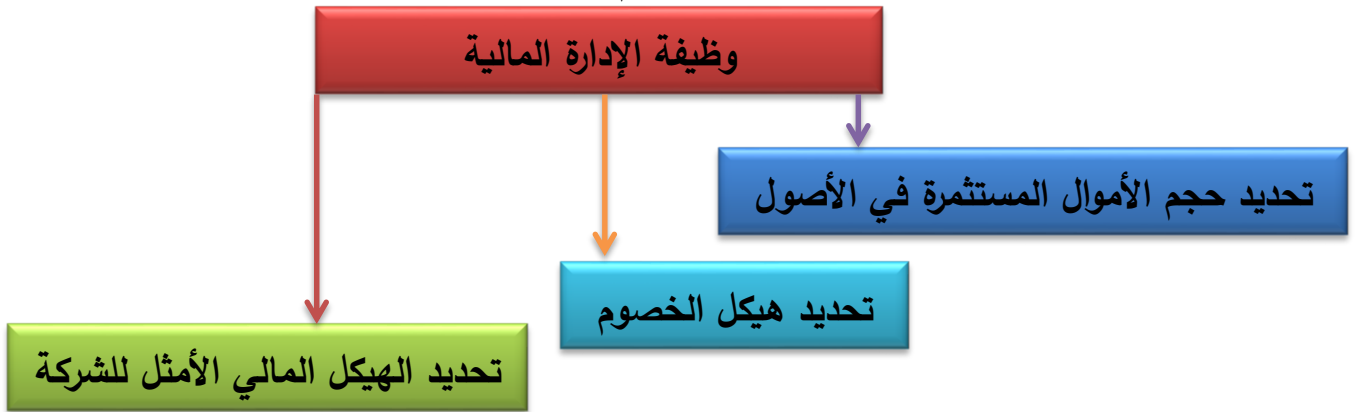 وظيفة الإدارة المالية
تحديد حجم الأموال المستثمرة في الأصول
تحديد هيكل الخصوم
تحديد الهيكل المالي الأمثل للشركة